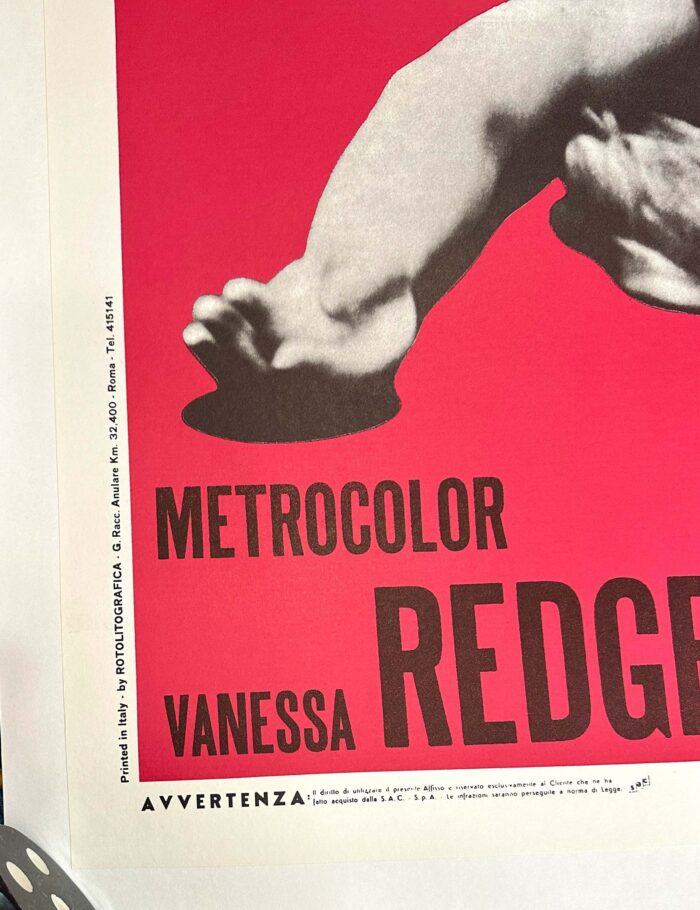 Printed in Italy - by ROTOLITOGRAFICA - G. Racc. Anulare Km. 32,400 - Roma - Tel. 415141
METROCOLOR
VANESSA REDGE
AVVERTENZA: Il diritto di utilizzare il presente Affisso è riservato esclusivamente al Cliente che ne ha
fatto acquisto dalla S.A.C. - S.p.A. - Le infrazioni saranno perseguite a norma di Legge.
sac